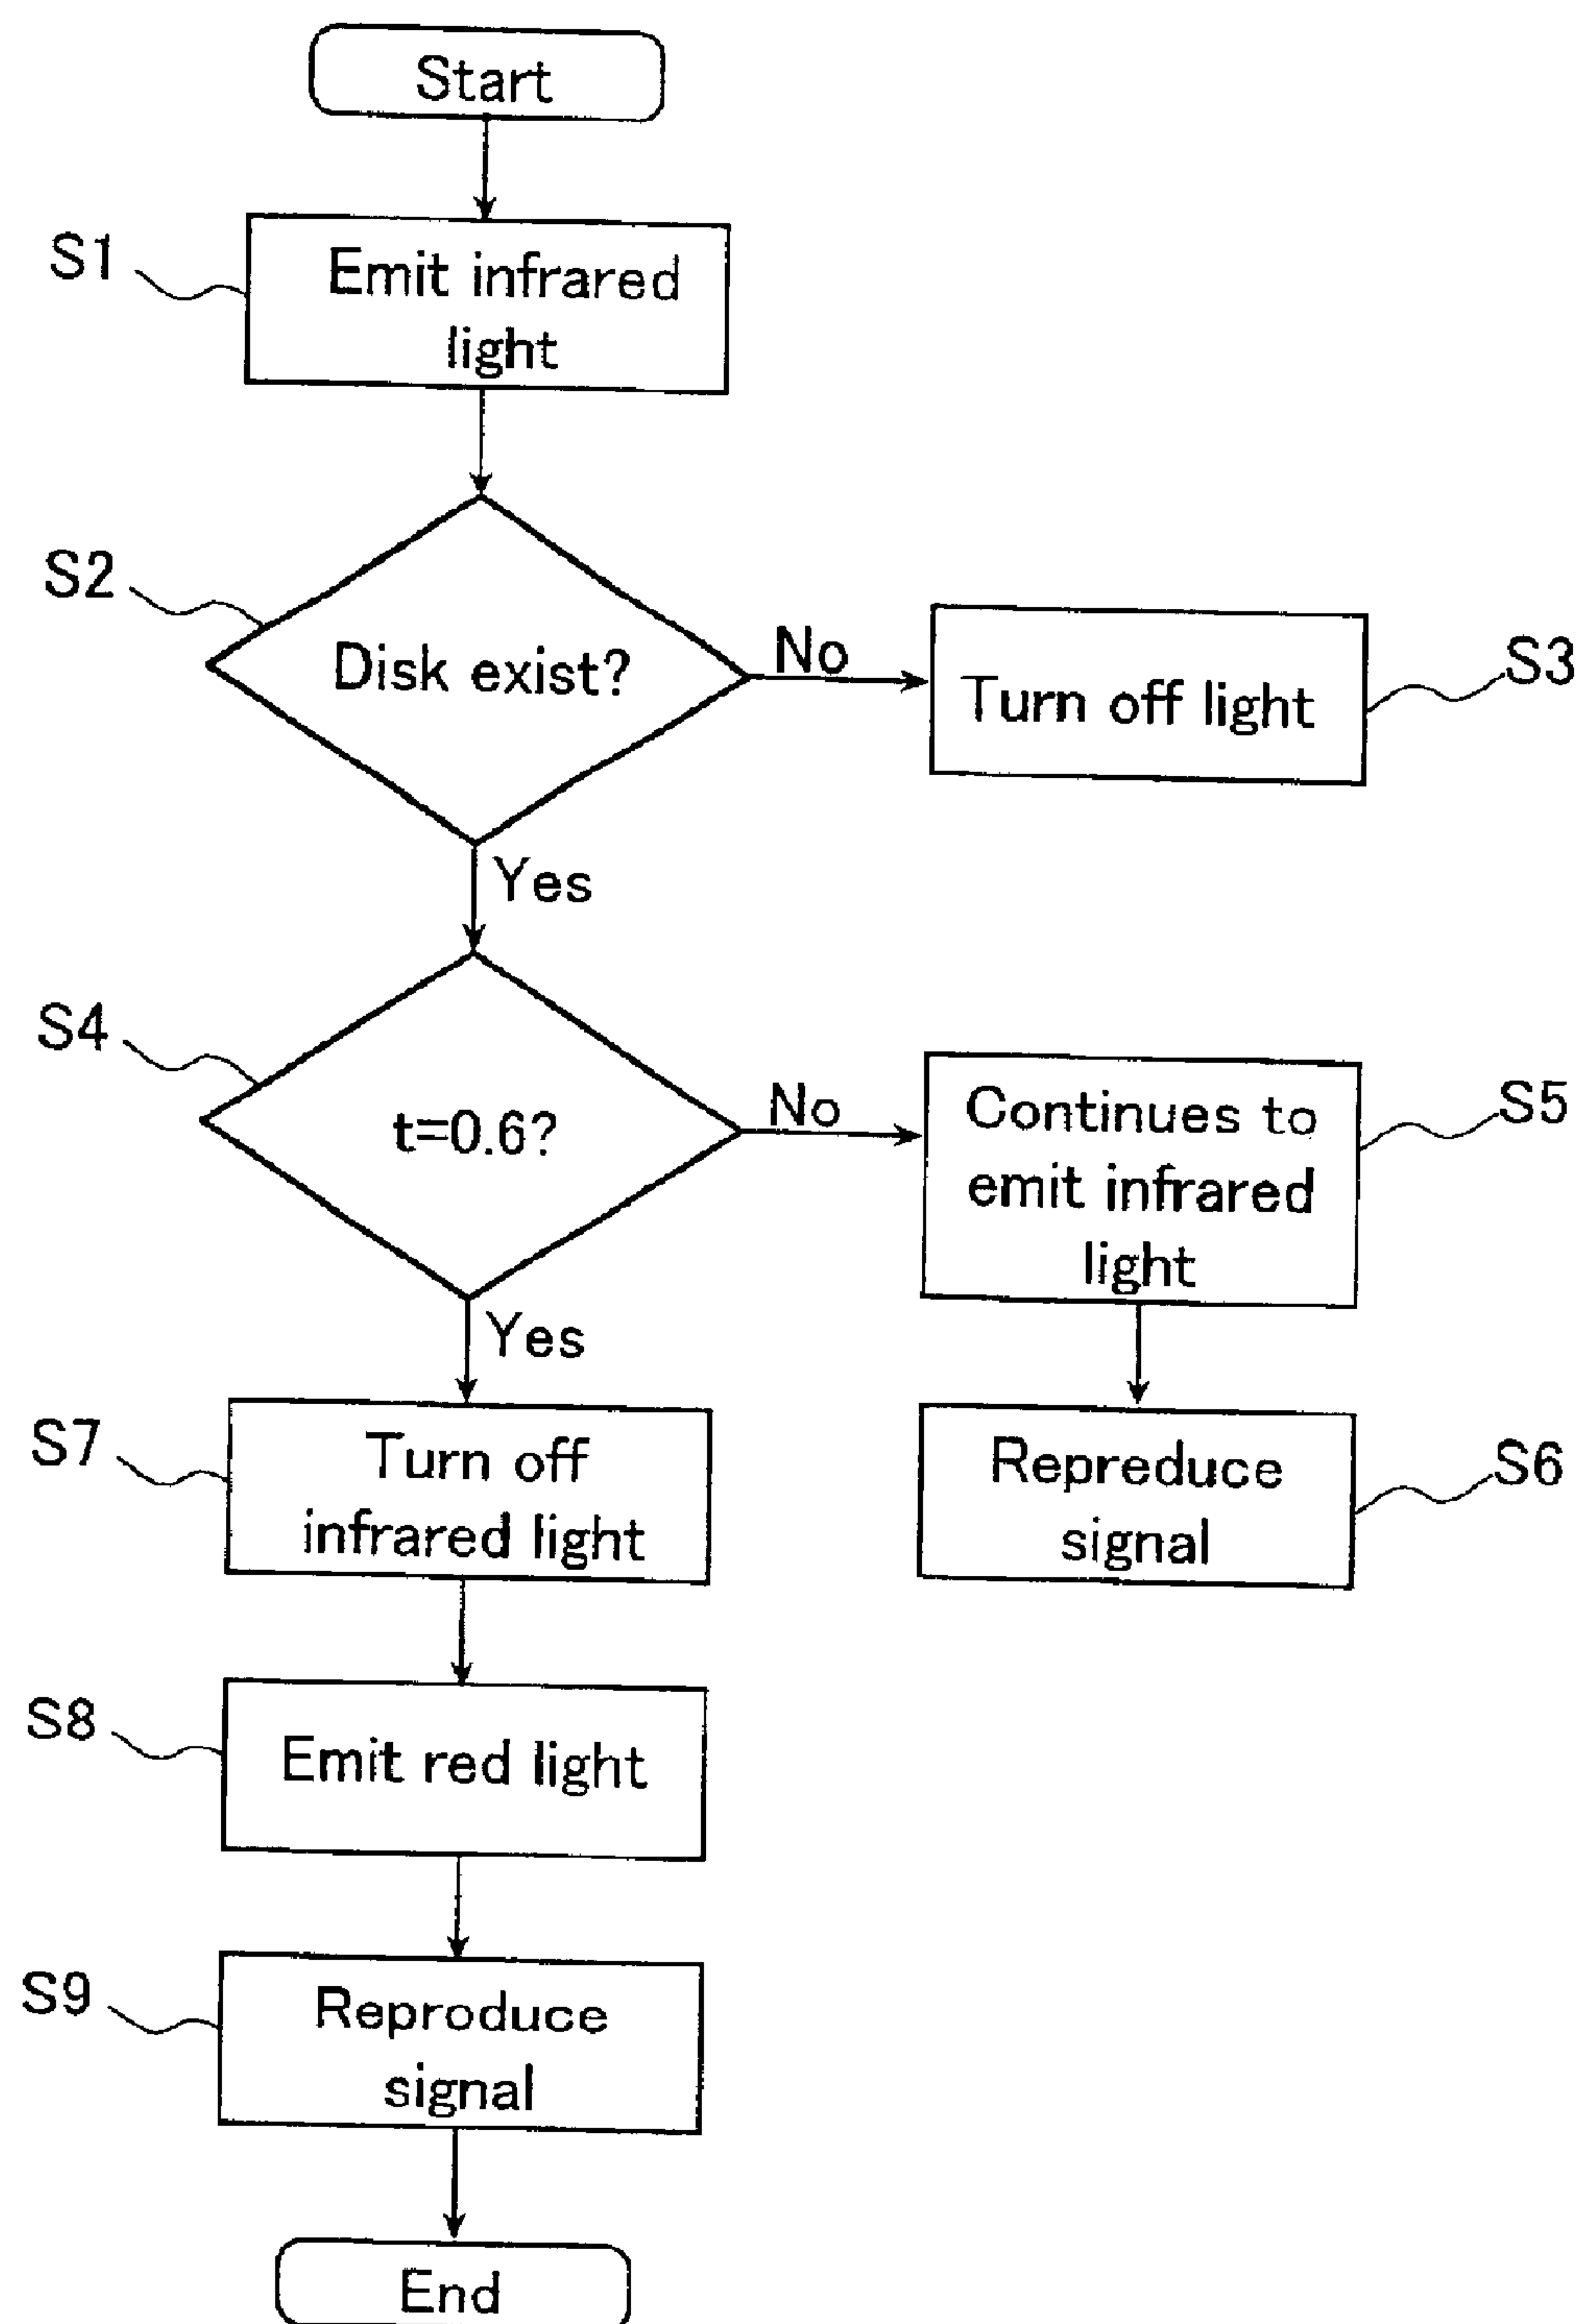 Start
S1
Emit infrared
light
S2
Disk exist?
No
Turn off light
S3
Yes
S4
t=0.6?
No
Continues to
emit infrared
light
S5
Yes
S7
Turn off
infrared light
Repreduce
signal
S6
S8
Emit red light
S9
Reproduce
signal
End